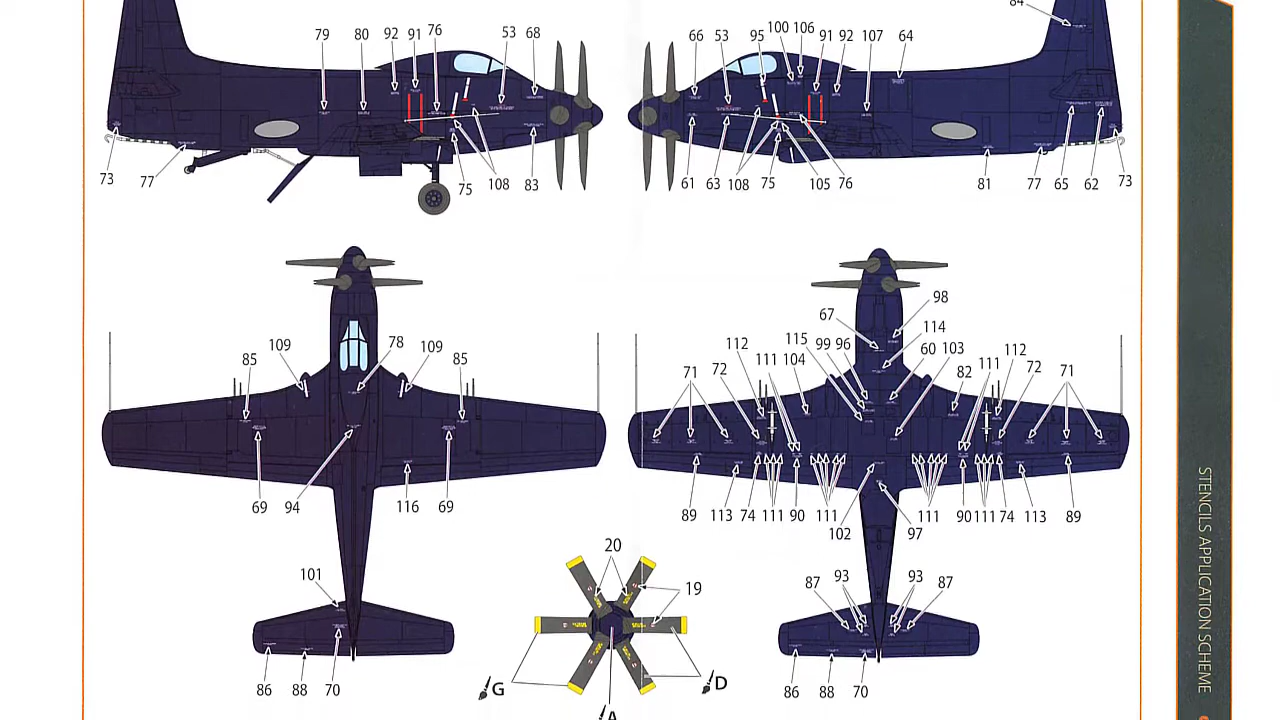 84
79 80 92 91 76 53 68
66 53 95 100 106 91 92 107 64
73 77 75 108 83
61 63 108 75 105 76 81 77 65 62 73
109 78 109
85 85
98
67
114
115
99 96 60 103
112 111 104 82 111 112
71 72 72 71
69 94 116 69
89 113 74 111 90 111 111 90 111 74 113 89
102 97
20
101 19
87 93 93 87
G D
86 88 70
86 88 70
A
STENCILS APPLICATION SCHEME